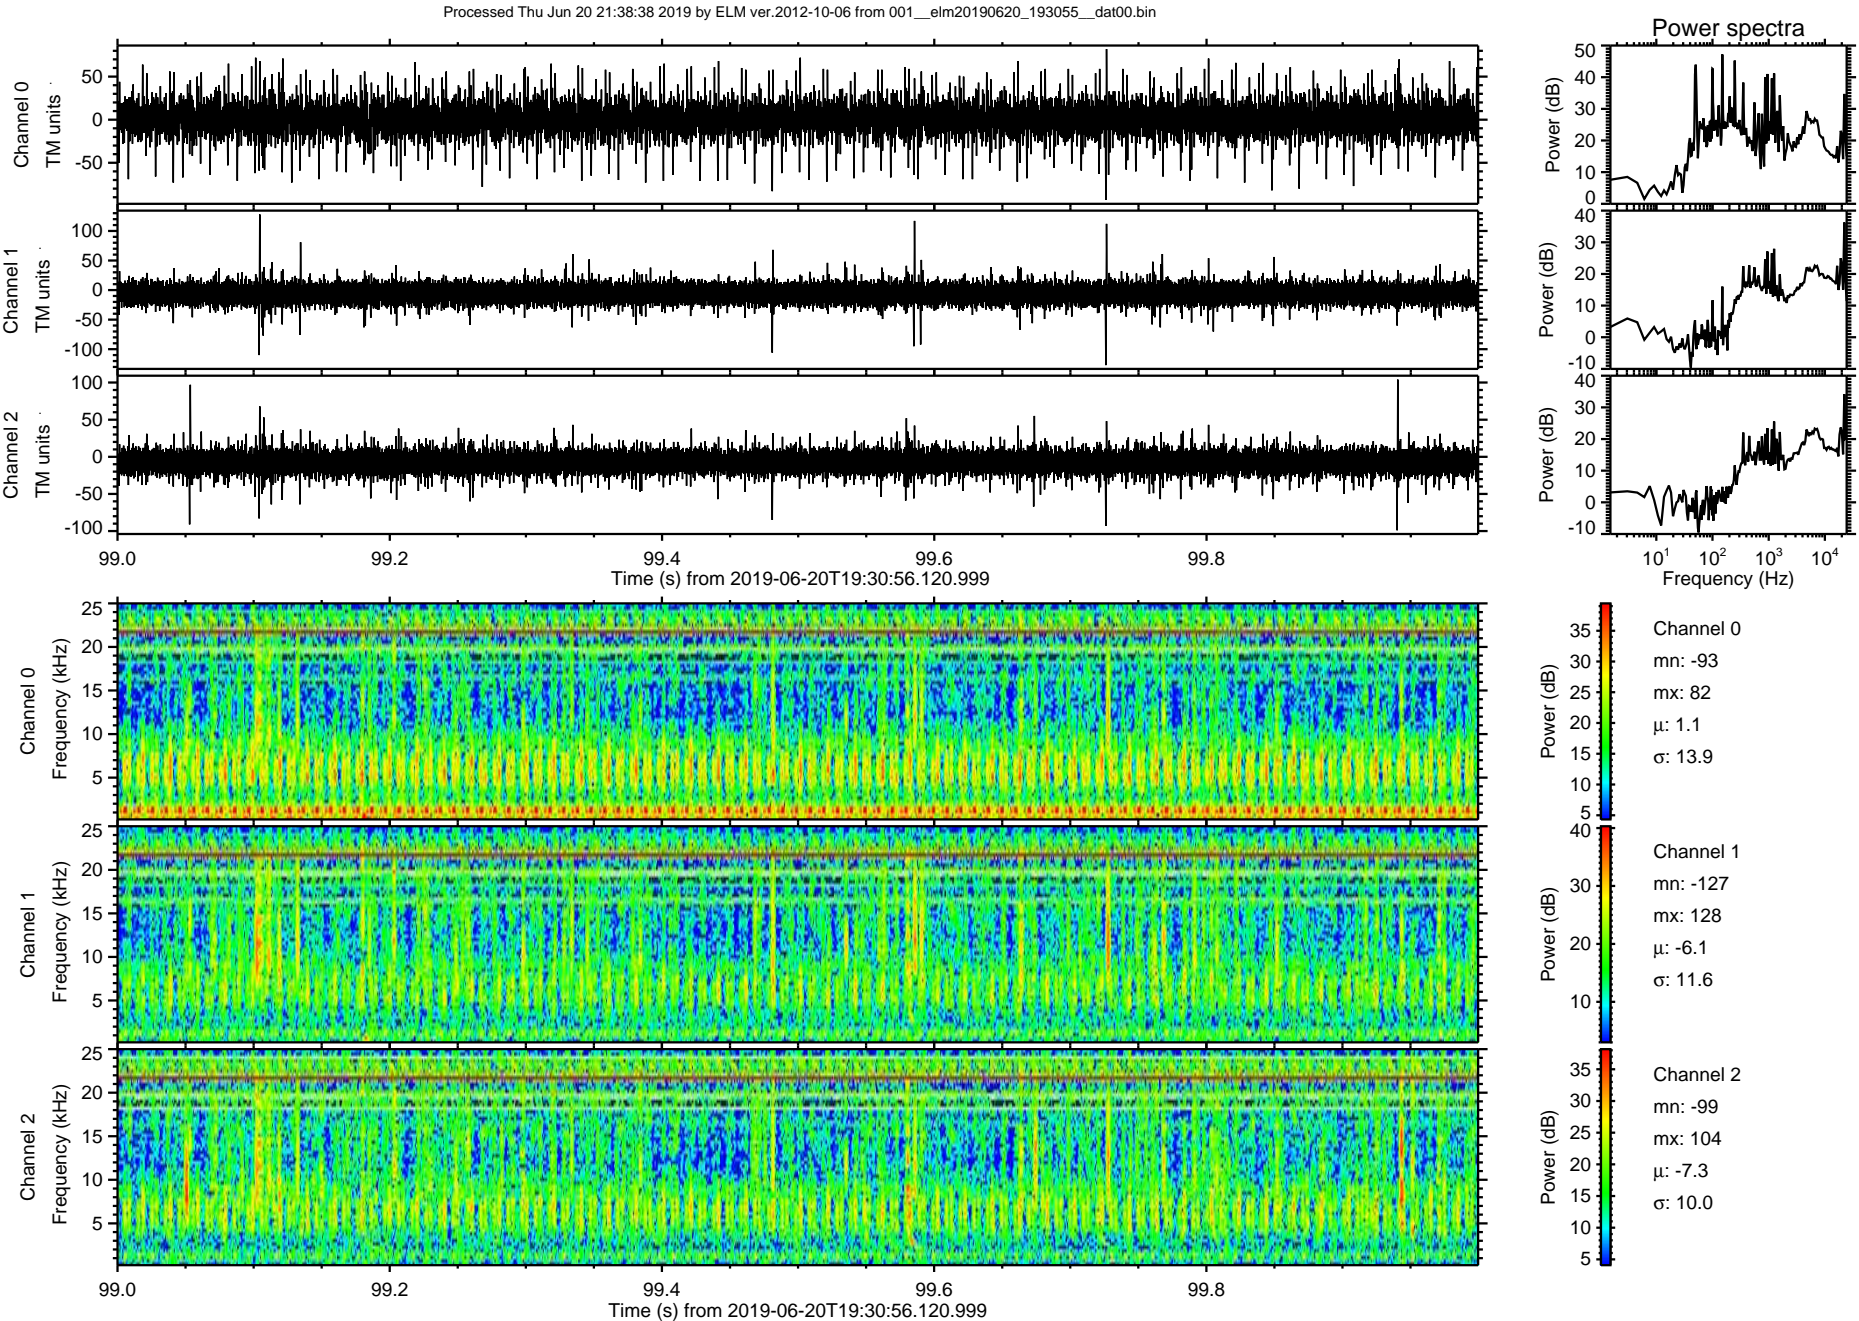 Processed Thu Jun 20 21:38:38 2019 by ELM ver.2012-10-06 from 001__elm20190620_193055__dat00.bin
Power spectra
Channel 0
TM units
50
0
-50
Power (dB)
50
40
30
20
10
0
Channel 1
TM units
100
50
0
-50
-100
Power (dB)
40
30
20
10
0
-10
Channel 2
TM units
100
50
0
-50
-100
Power (dB)
40
30
20
10
0
-10
99.0 99.2 99.4 99.6 99.8
Time (s) from 2019-06-20T19:30:56.120.999
10^1 10^2 10^3 10^4
Frequency (Hz)
Channel 0
Frequency (kHz)
25
20
15
10
5
Power (dB)
35
30
25
20
15
10
5
Channel 0
mn: -93
mx: 82
µ: 1.1
σ: 13.9
Channel 1
Frequency (kHz)
25
20
15
10
5
Power (dB)
40
30
20
10
Channel 1
mn: -127
mx: 128
µ: -6.1
σ: 11.6
Channel 2
Frequency (kHz)
25
20
15
10
5
Power (dB)
35
30
25
20
15
10
5
Channel 2
mn: -99
mx: 104
µ: -7.3
σ: 10.0
99.0 99.2 99.4 99.6 99.8
Time (s) from 2019-06-20T19:30:56.120.999